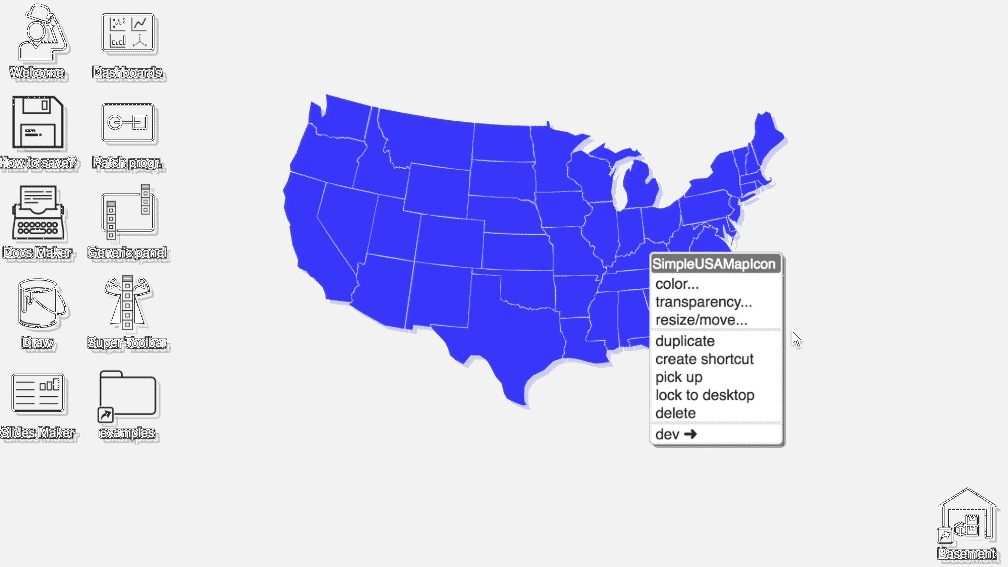 Welcome
Dashboards
How to save?
Patch progr.
Docs Maker
Generic panel
Draw
Super Toolbar
Slides Maker
examples
SimpleUSAMapIcon
color...
transparency...
resize/move...
duplicate
create shortcut
pick up
lock to desktop
delete
dev ➜
Basement